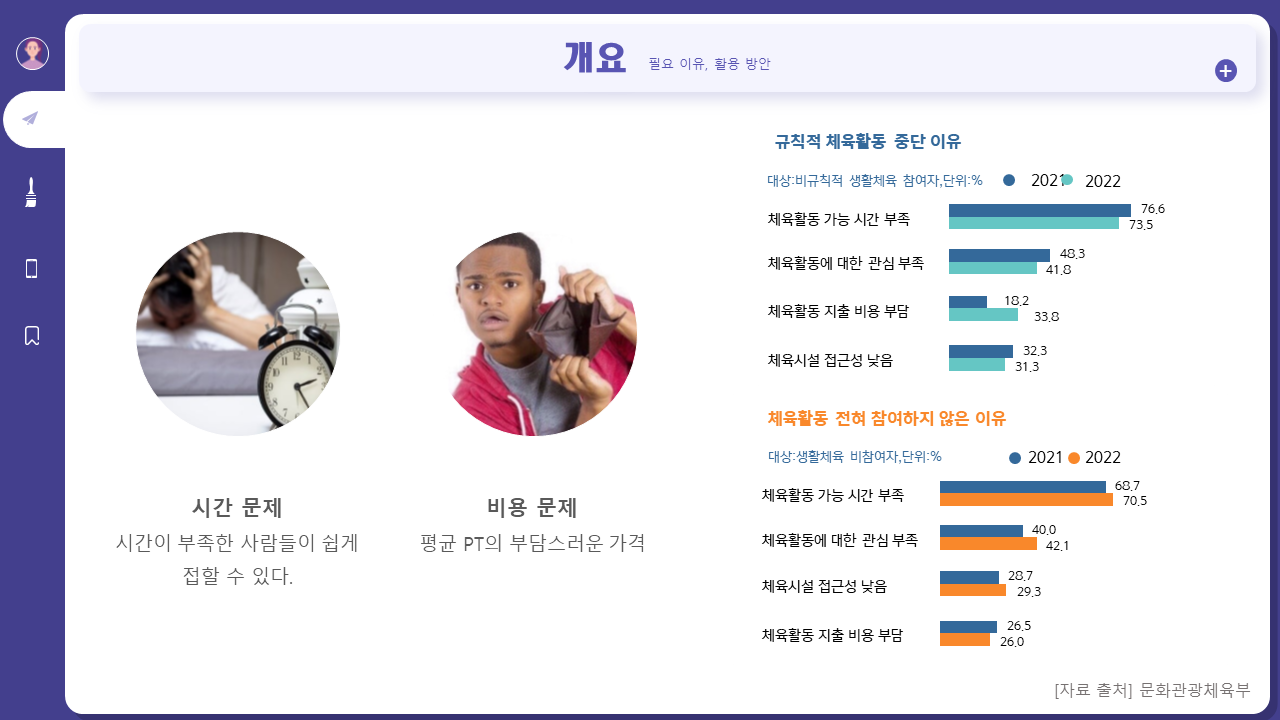 개요 필요 이유, 활용 방안
시간 문제
시간이 부족한 사람들이 쉽게
접할 수 있다.
비용 문제
평균 PT의 부담스러운 가격
규칙적 체육활동 중단 이유
대상:비규칙적 생활체육 참여자,단위:% 2021 2022
체육활동 가능 시간 부족 76.6
73.5
체육활동에 대한 관심 부족 48.3
41.8
체육활동 지출 비용 부담 18.2
33.8
체육시설 접근성 낮음 32.3
31.3
체육활동 전혀 참여하지 않은 이유
대상:생활체육 비참여자,단위:% 2021 2022
체육활동 가능 시간 부족 68.7
70.5
체육활동에 대한 관심 부족 40.0
42.1
체육시설 접근성 낮음 28.7
29.3
체육활동 지출 비용 부담 26.5
26.0
[자료 출처] 문화관광체육부